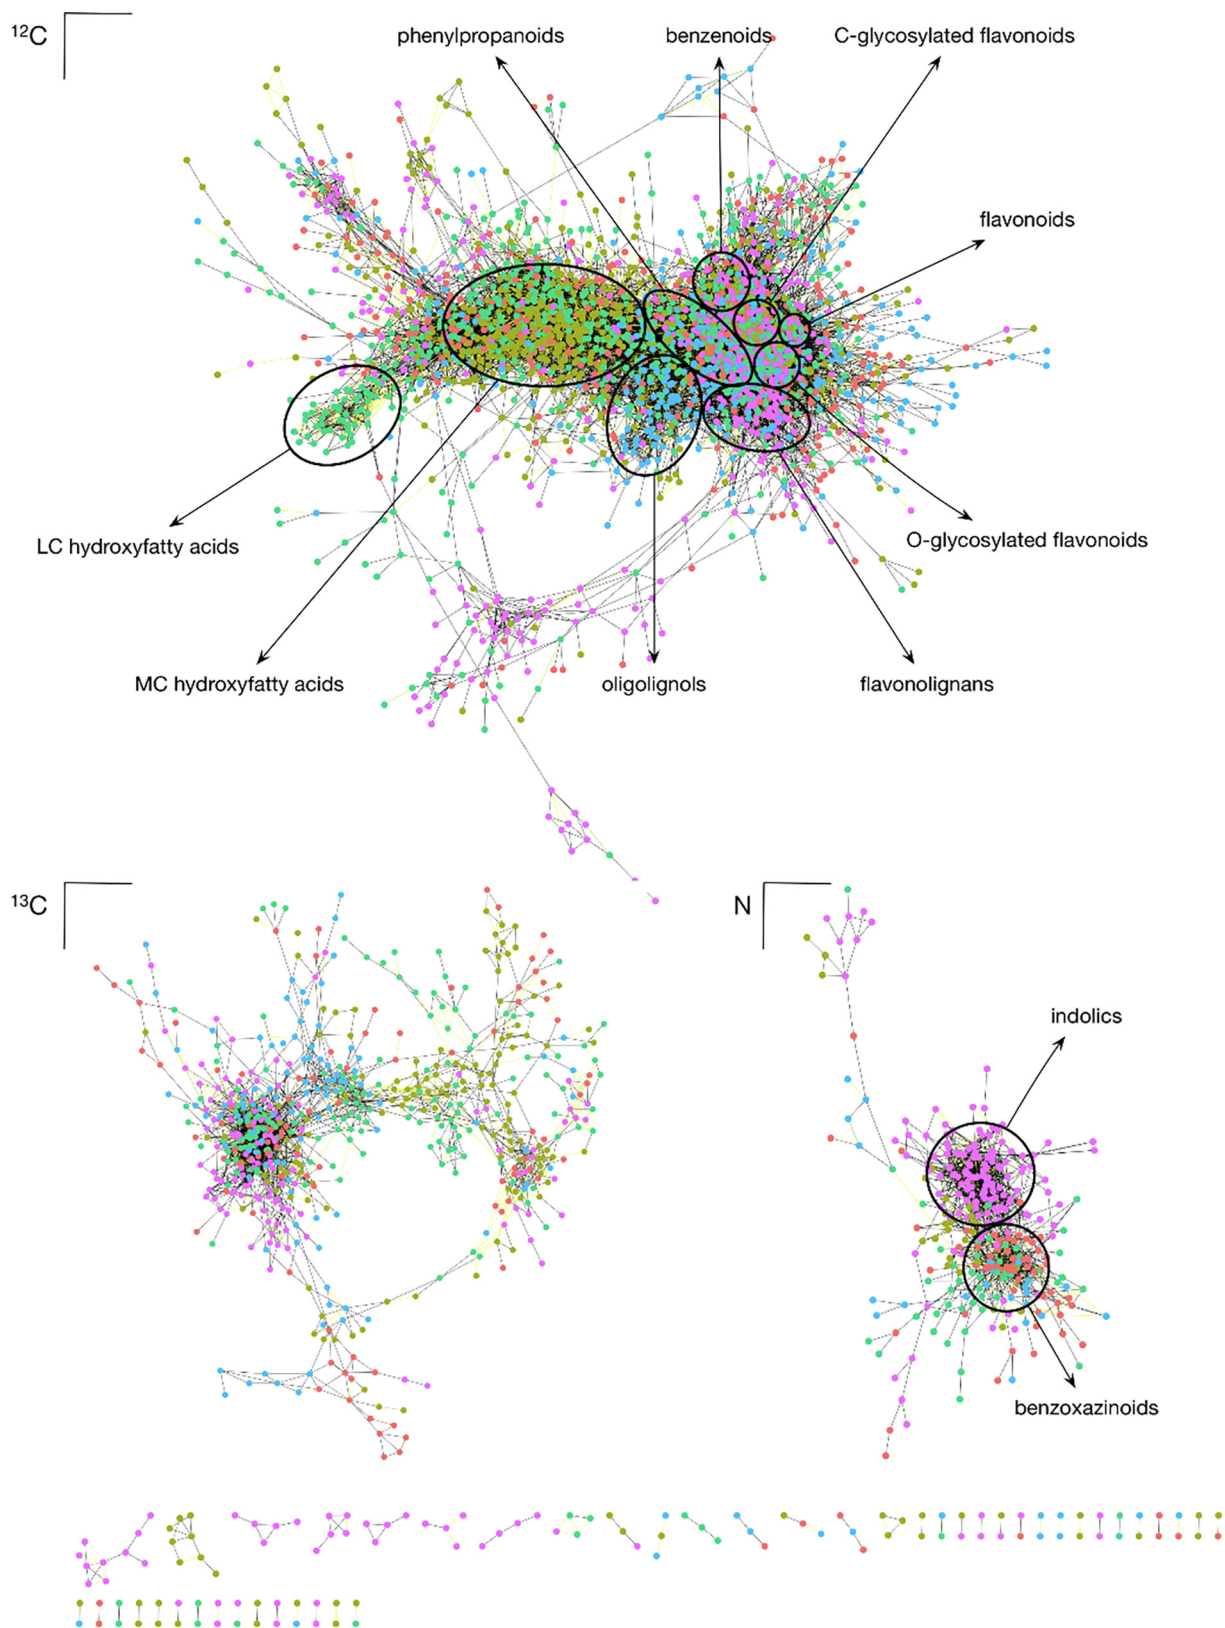 ¹²C
phenylpropanoids
benzenoids
C-glycosylated flavonoids
flavonoids
LC hydroxyfatty acids
O-glycosylated flavonoids
MC hydroxyfatty acids
oligolignols
flavonolignans
¹³C
N
indolics
benzoxazinoids